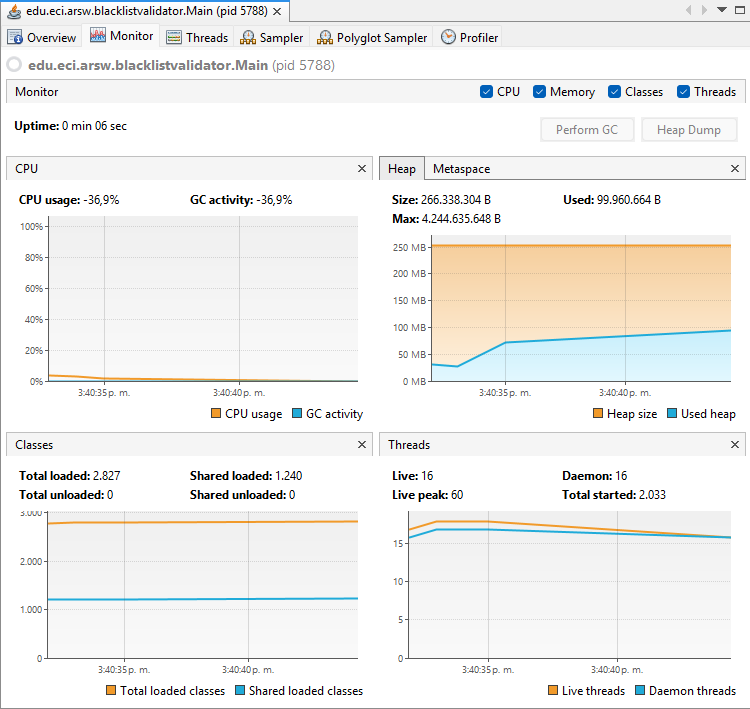 edu.eci.arsw.blacklistvalidator.Main (pid 5788)
Overview Monitor Threads Sampler Polyglot Sampler Profiler
edu.eci.arsw.blacklistvalidator.Main (pid 5788)
Monitor CPU Memory Classes Threads
Uptime: 0 min 06 sec Perform GC Heap Dump
CPU
CPU usage: -36,9% GC activity: -36,9%
100%
80%
60%
40%
20%
0%
3:40:35 p. m. 3:40:40 p. m.
CPU usage GC activity
Heap Metaspace
Size: 266.338.304 B Used: 99.960.664 B
Max: 4.244.635.648 B
250 MB
200 MB
150 MB
100 MB
50 MB
0 MB
3:40:35 p. m. 3:40:40 p. m.
Heap size Used heap
Classes
Total loaded: 2.827 Shared loaded: 1.240
Total unloaded: 0 Shared unloaded: 0
3.000
2.000
1.000
0
3:40:35 p. m. 3:40:40 p. m.
Total loaded classes Shared loaded classes
Threads
Live: 16 Daemon: 16
Live peak: 60 Total started: 2.033
15
10
5
0
3:40:35 p. m. 3:40:40 p. m.
Live threads Daemon threads